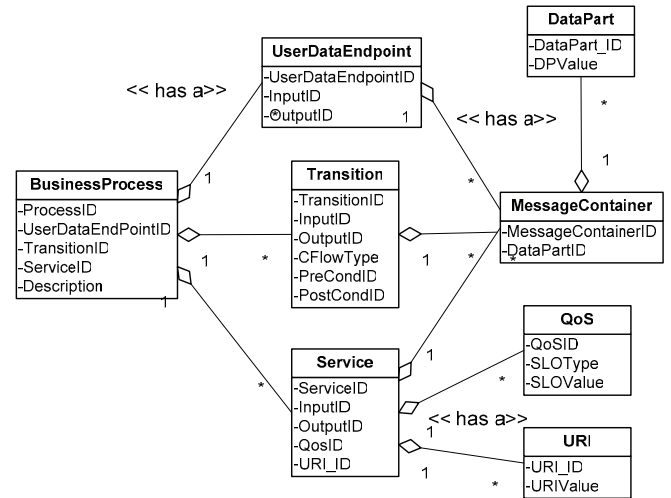 DataPart
-DataPart_ID
-DPValue
*
1
UserDataEndpoint
-UserDataEndpointID
-InputID
-OutputID
*
1
<< has a>>
1
<< has a>>
*
BusinessProcess
-ProcessID
-UserDataEndPointID
-TransitionID
-ServiceID
-Description
1
*
1
*
Transition
-TransitionID
-InputID
-OutputID
-CFlowType
-PreCondID
-PostCondID
1
*
*
MessageContainer
-MessageContainerID
-DataPartID
Service
-ServiceID
-InputID
-OutputID
-QosID
-URI_ID
1
*
<< has a>>
1
1
*
QoS
-QoSID
-SLOType
-SLOValue
URI
-URI_ID
-URIValue